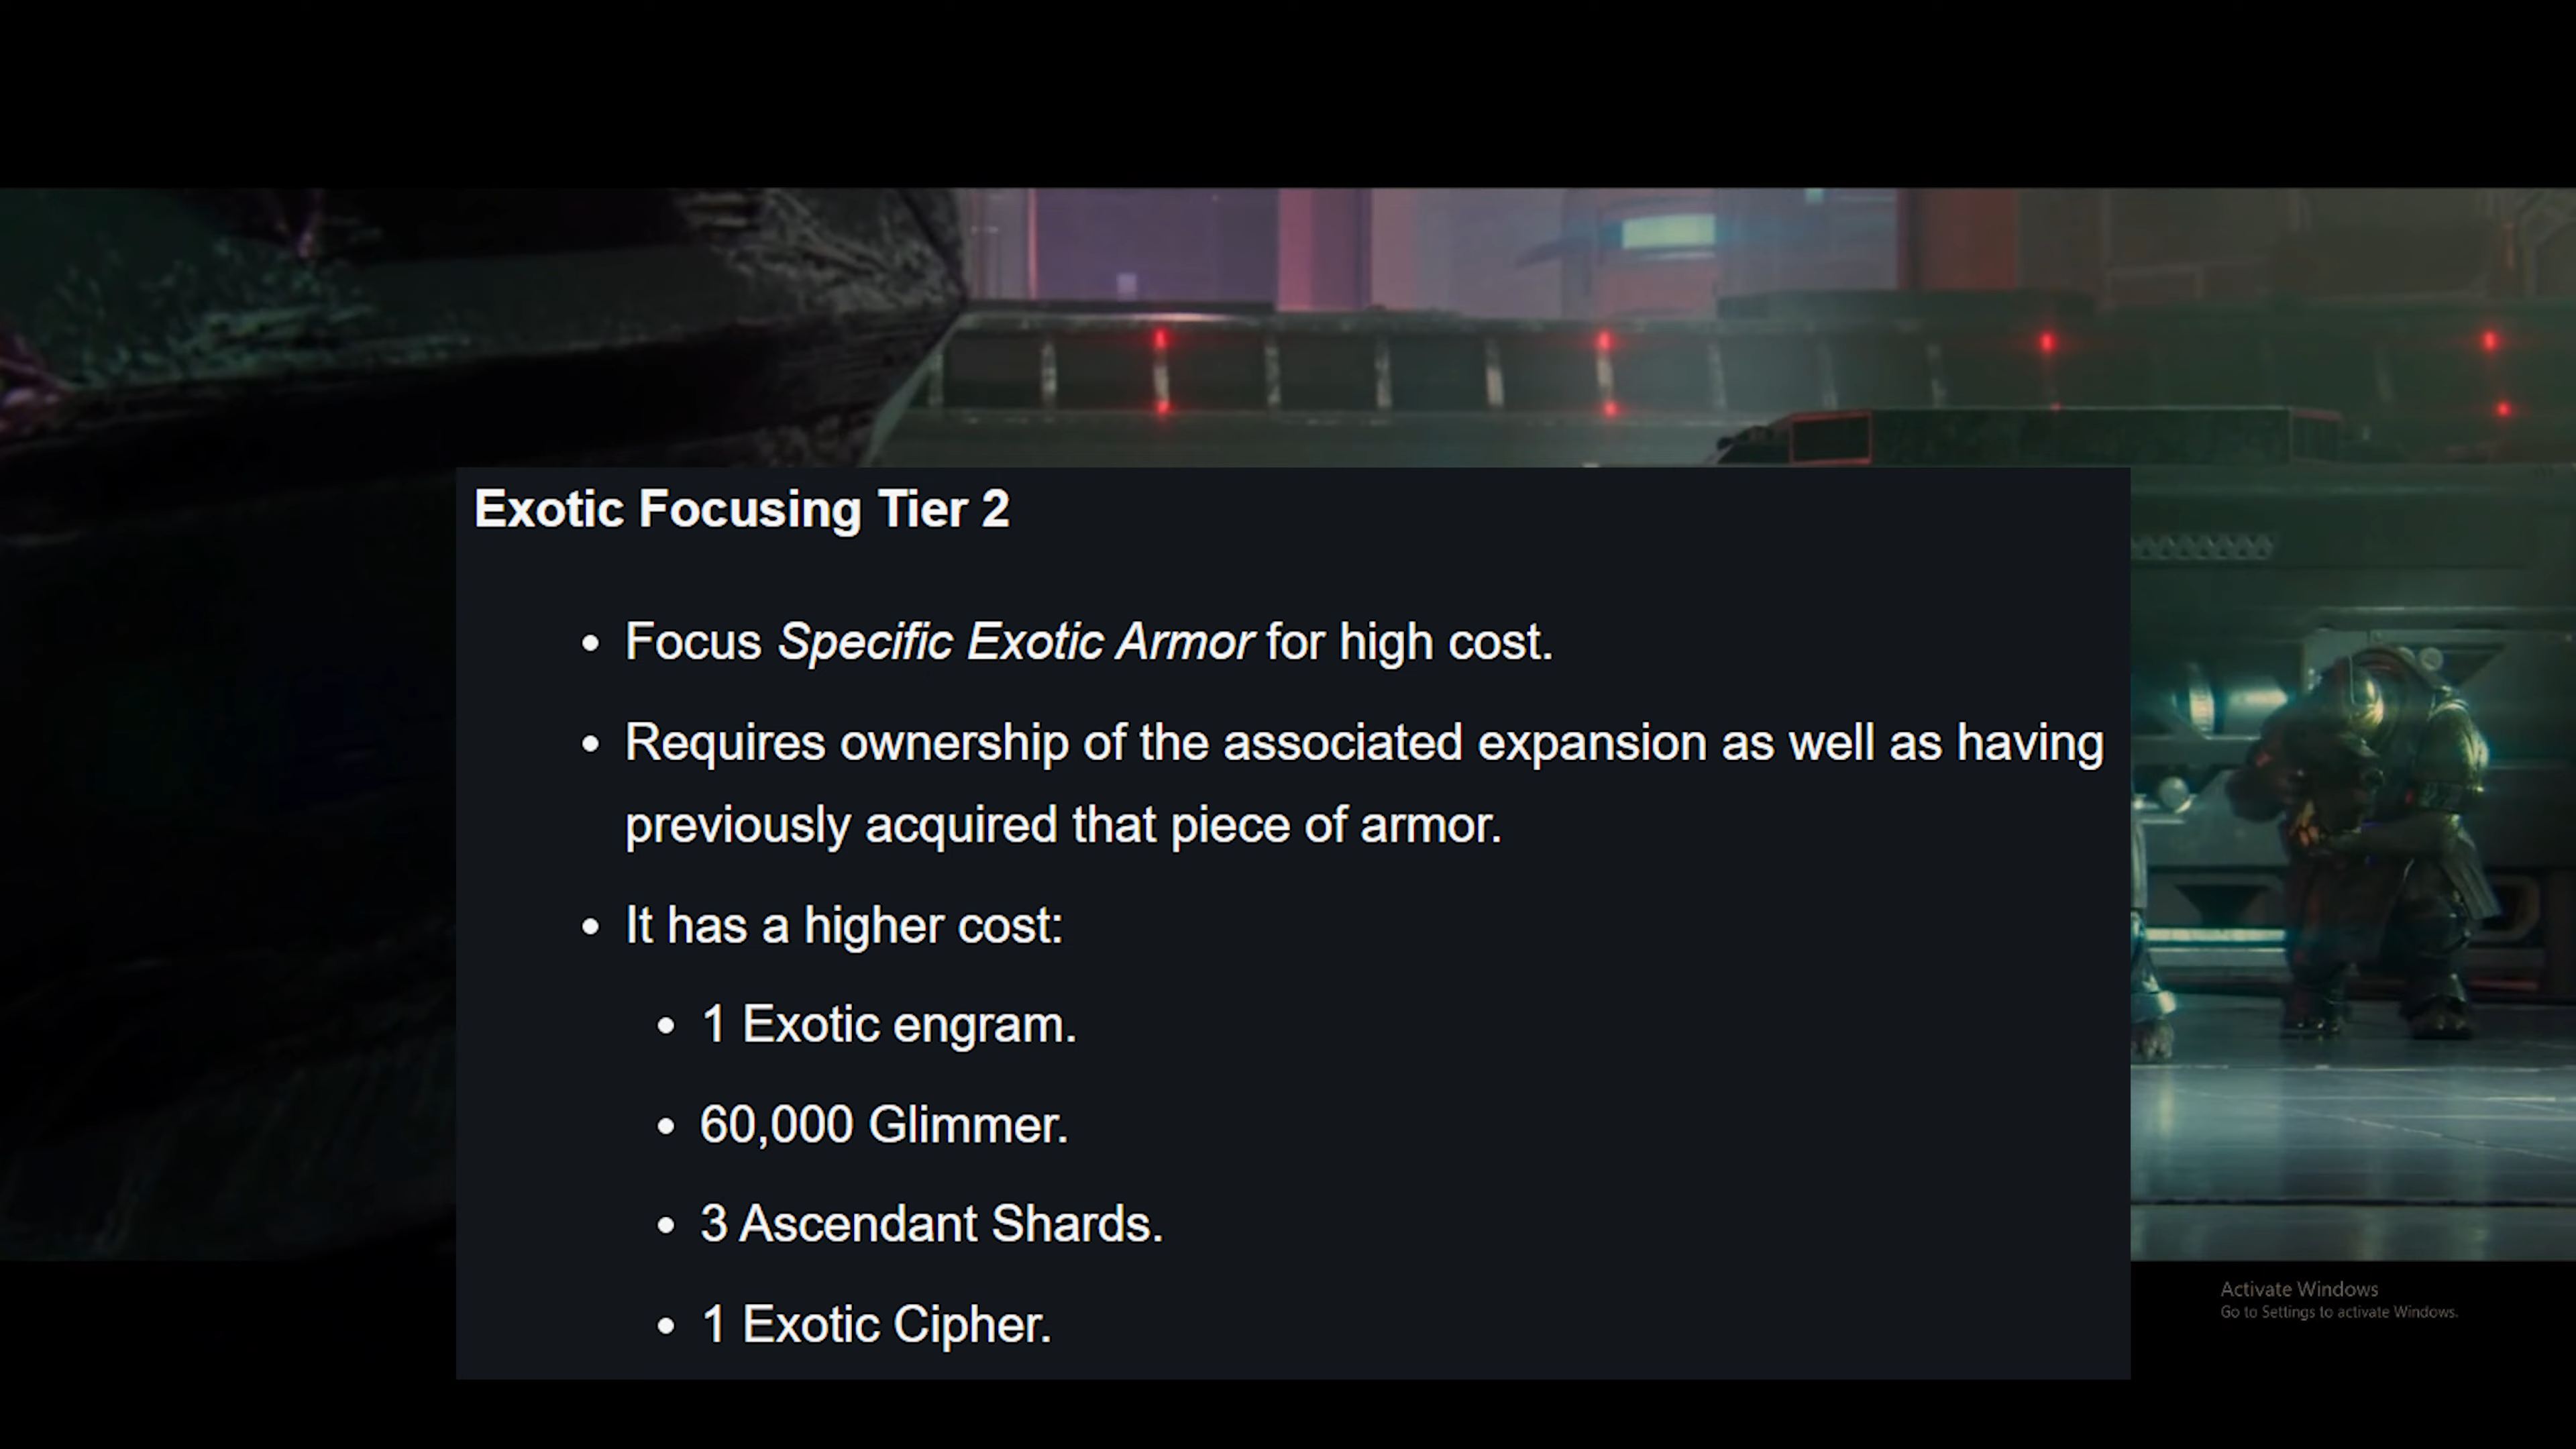 Exotic Focusing Tier 2
• Focus Specific Exotic Armor for high cost.
• Requires ownership of the associated expansion as well as having
previously acquired that piece of armor.
• It has a higher cost:
• 1 Exotic engram.
• 60,000 Glimmer.
• 3 Ascendant Shards.
• 1 Exotic Cipher.
Activate Windows
Go to Settings to activate Windows.